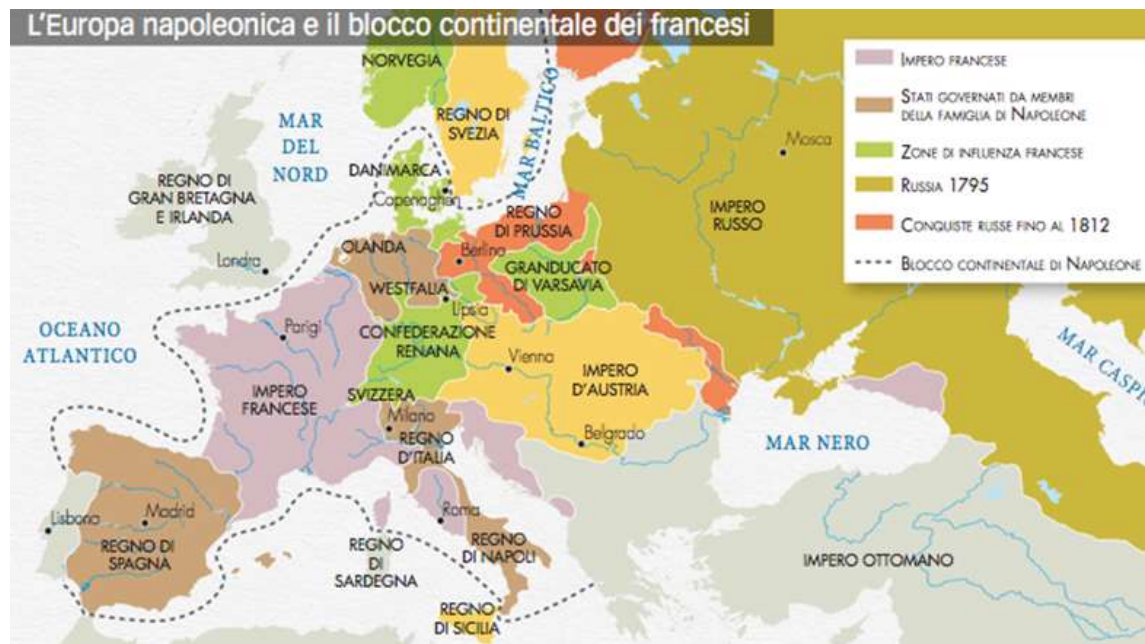 L'Europa napoleonica e il blocco continentale dei francesi
IMPERO FRANCESE
STATI GOVERNATI DA MEMBRI
DELLA FAMIGLIA DI NAPOLEONE
ZONE DI INFLUENZA FRANCESE
RUSSIA 1795
CONQUISTE RUSSE FINO AL 1812
BLOCCO CONTINENTALE DI NAPOLEONE
NORVEGIA
REGNO DI
SVEZIA
MAR BALTICO
MAR
DEL
NORD
Mosca
DANIMARCA
Copenaghen
REGNO DI
GRAN BRETAGNA
E IRLANDA
Londra
REGNO
DI PRUSSIA
IMPERO
RUSSO
OLANDA
Berlino
GRANDUCATO
DI VARSAVIA
WESTFALIA
Lipsia
OCEANO
ATLANTICO
Parigi
CONFEDERAZIONE
RENANA
Vienna
IMPERO
D'AUSTRIA
MAR CASP
IMPERO
FRANCESE
SVIZZERA
Milano
REGNO
D'ITALIA
Belgrado
MAR NERO
Lisbona
Madrid
REGNO DI
SPAGNA
Roma
REGNO
DI NAPOLI
REGNO
DI
SARDEGNA
IMPERO OTTOMANO
REGNO
DI SICILIA